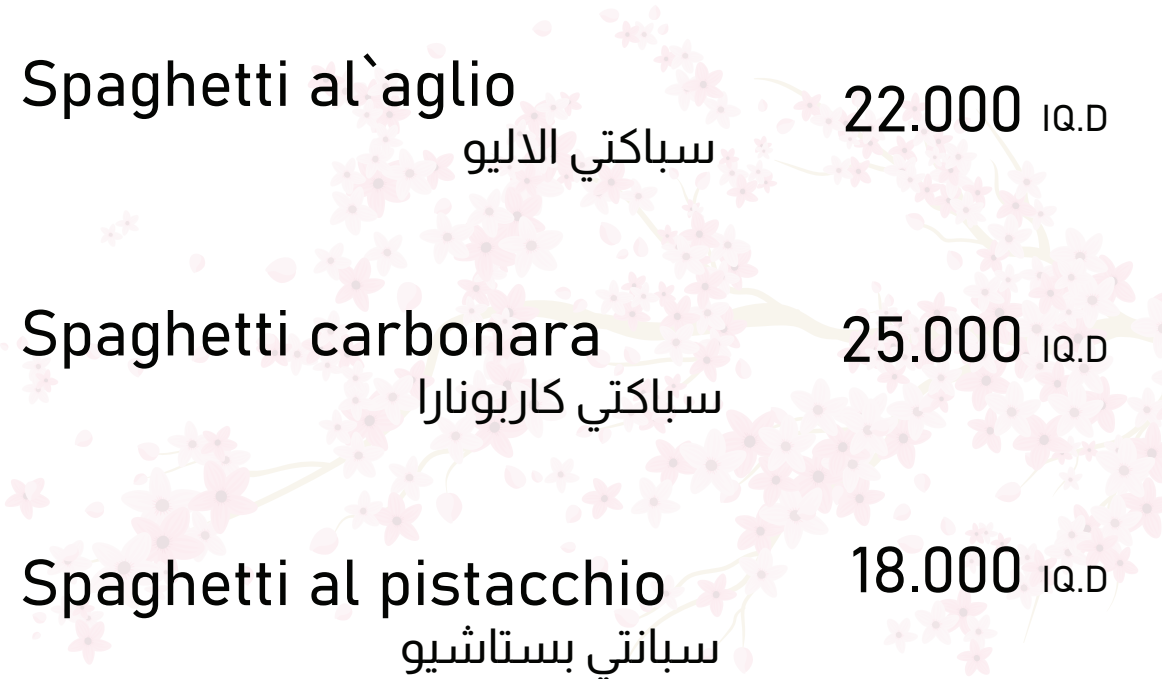 Spaghetti al`aglio
22.000 IQ.D
سباكتي الاليو
Spaghetti carbonara
25.000 IQ.D
سباكتي كاربونارا
Spaghetti al pistacchio
18.000 IQ.D
سبانتي بستاشيو